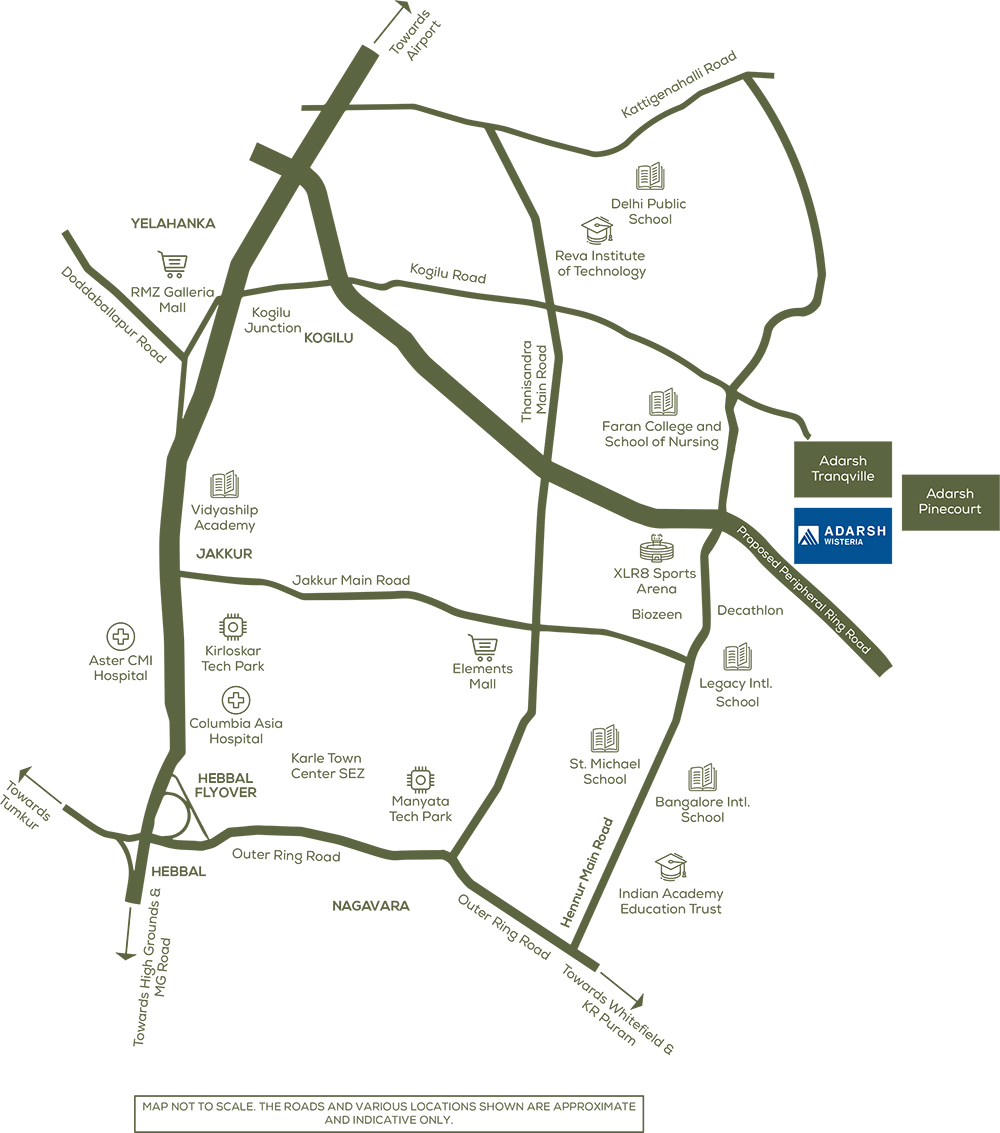 Towards
Airport
Kattigenahalli Road
Delhi Public
School
YELAHANKA
Reva Institute
of Technology
RMZ Galleria
Mall
Doddaballapur Road
Kogilu Road
Kogilu
Junction
KOGILU
Thanisandra
Main Road
Faran College and
School of Nursing
Adarsh
Tranqville
Adarsh
Pinecourt
ADARSH
WISTERIA
Vidyashilp
Academy
JAKKUR
Proposed Peripheral Ring Road
XLR8 Sports
Arena
Jakkur Main Road
Biozeen
Decathlon
Kirloskar
Tech Park
Aster CMI
Hospital
Elements
Mall
Legacy Intl.
School
Columbia Asia
Hospital
Karle Town
Center SEZ
St. Michael
School
HEBBAL
FLYOVER
Manyata
Tech Park
Bangalore Intl.
School
Towards
Tumkur
Outer Ring Road
Hennur Main Road
HEBBAL
Indian Academy
Education Trust
NAGAVARA
Outer Ring Road
Towards High Grounds &
MG Road
Towards Whitefield &
KR Puram
MAP NOT TO SCALE. THE ROADS AND VARIOUS LOCATIONS SHOWN ARE APPROXIMATE
AND INDICATIVE ONLY.